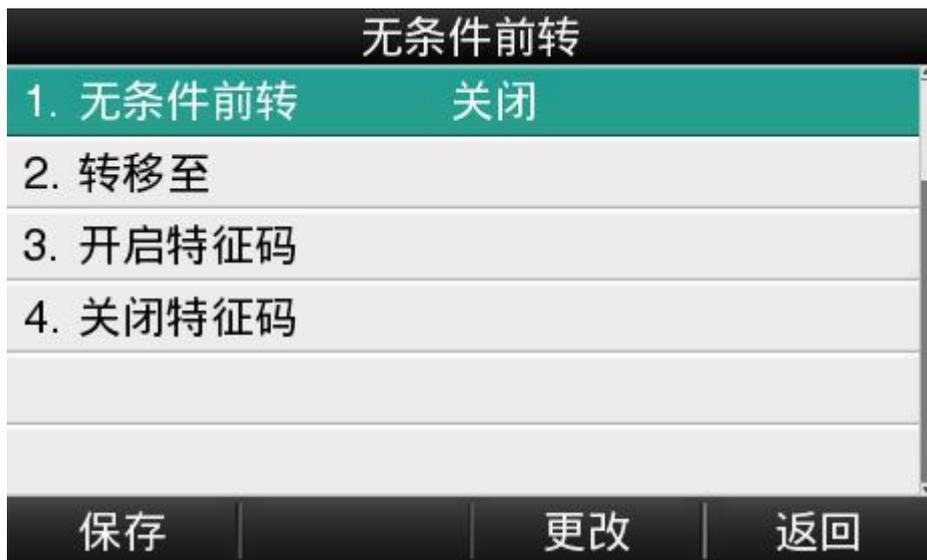 无条件前转
1. 无条件前转 关闭
2. 转移至
3. 开启特征码
4. 关闭特征码
保存 更改 返回